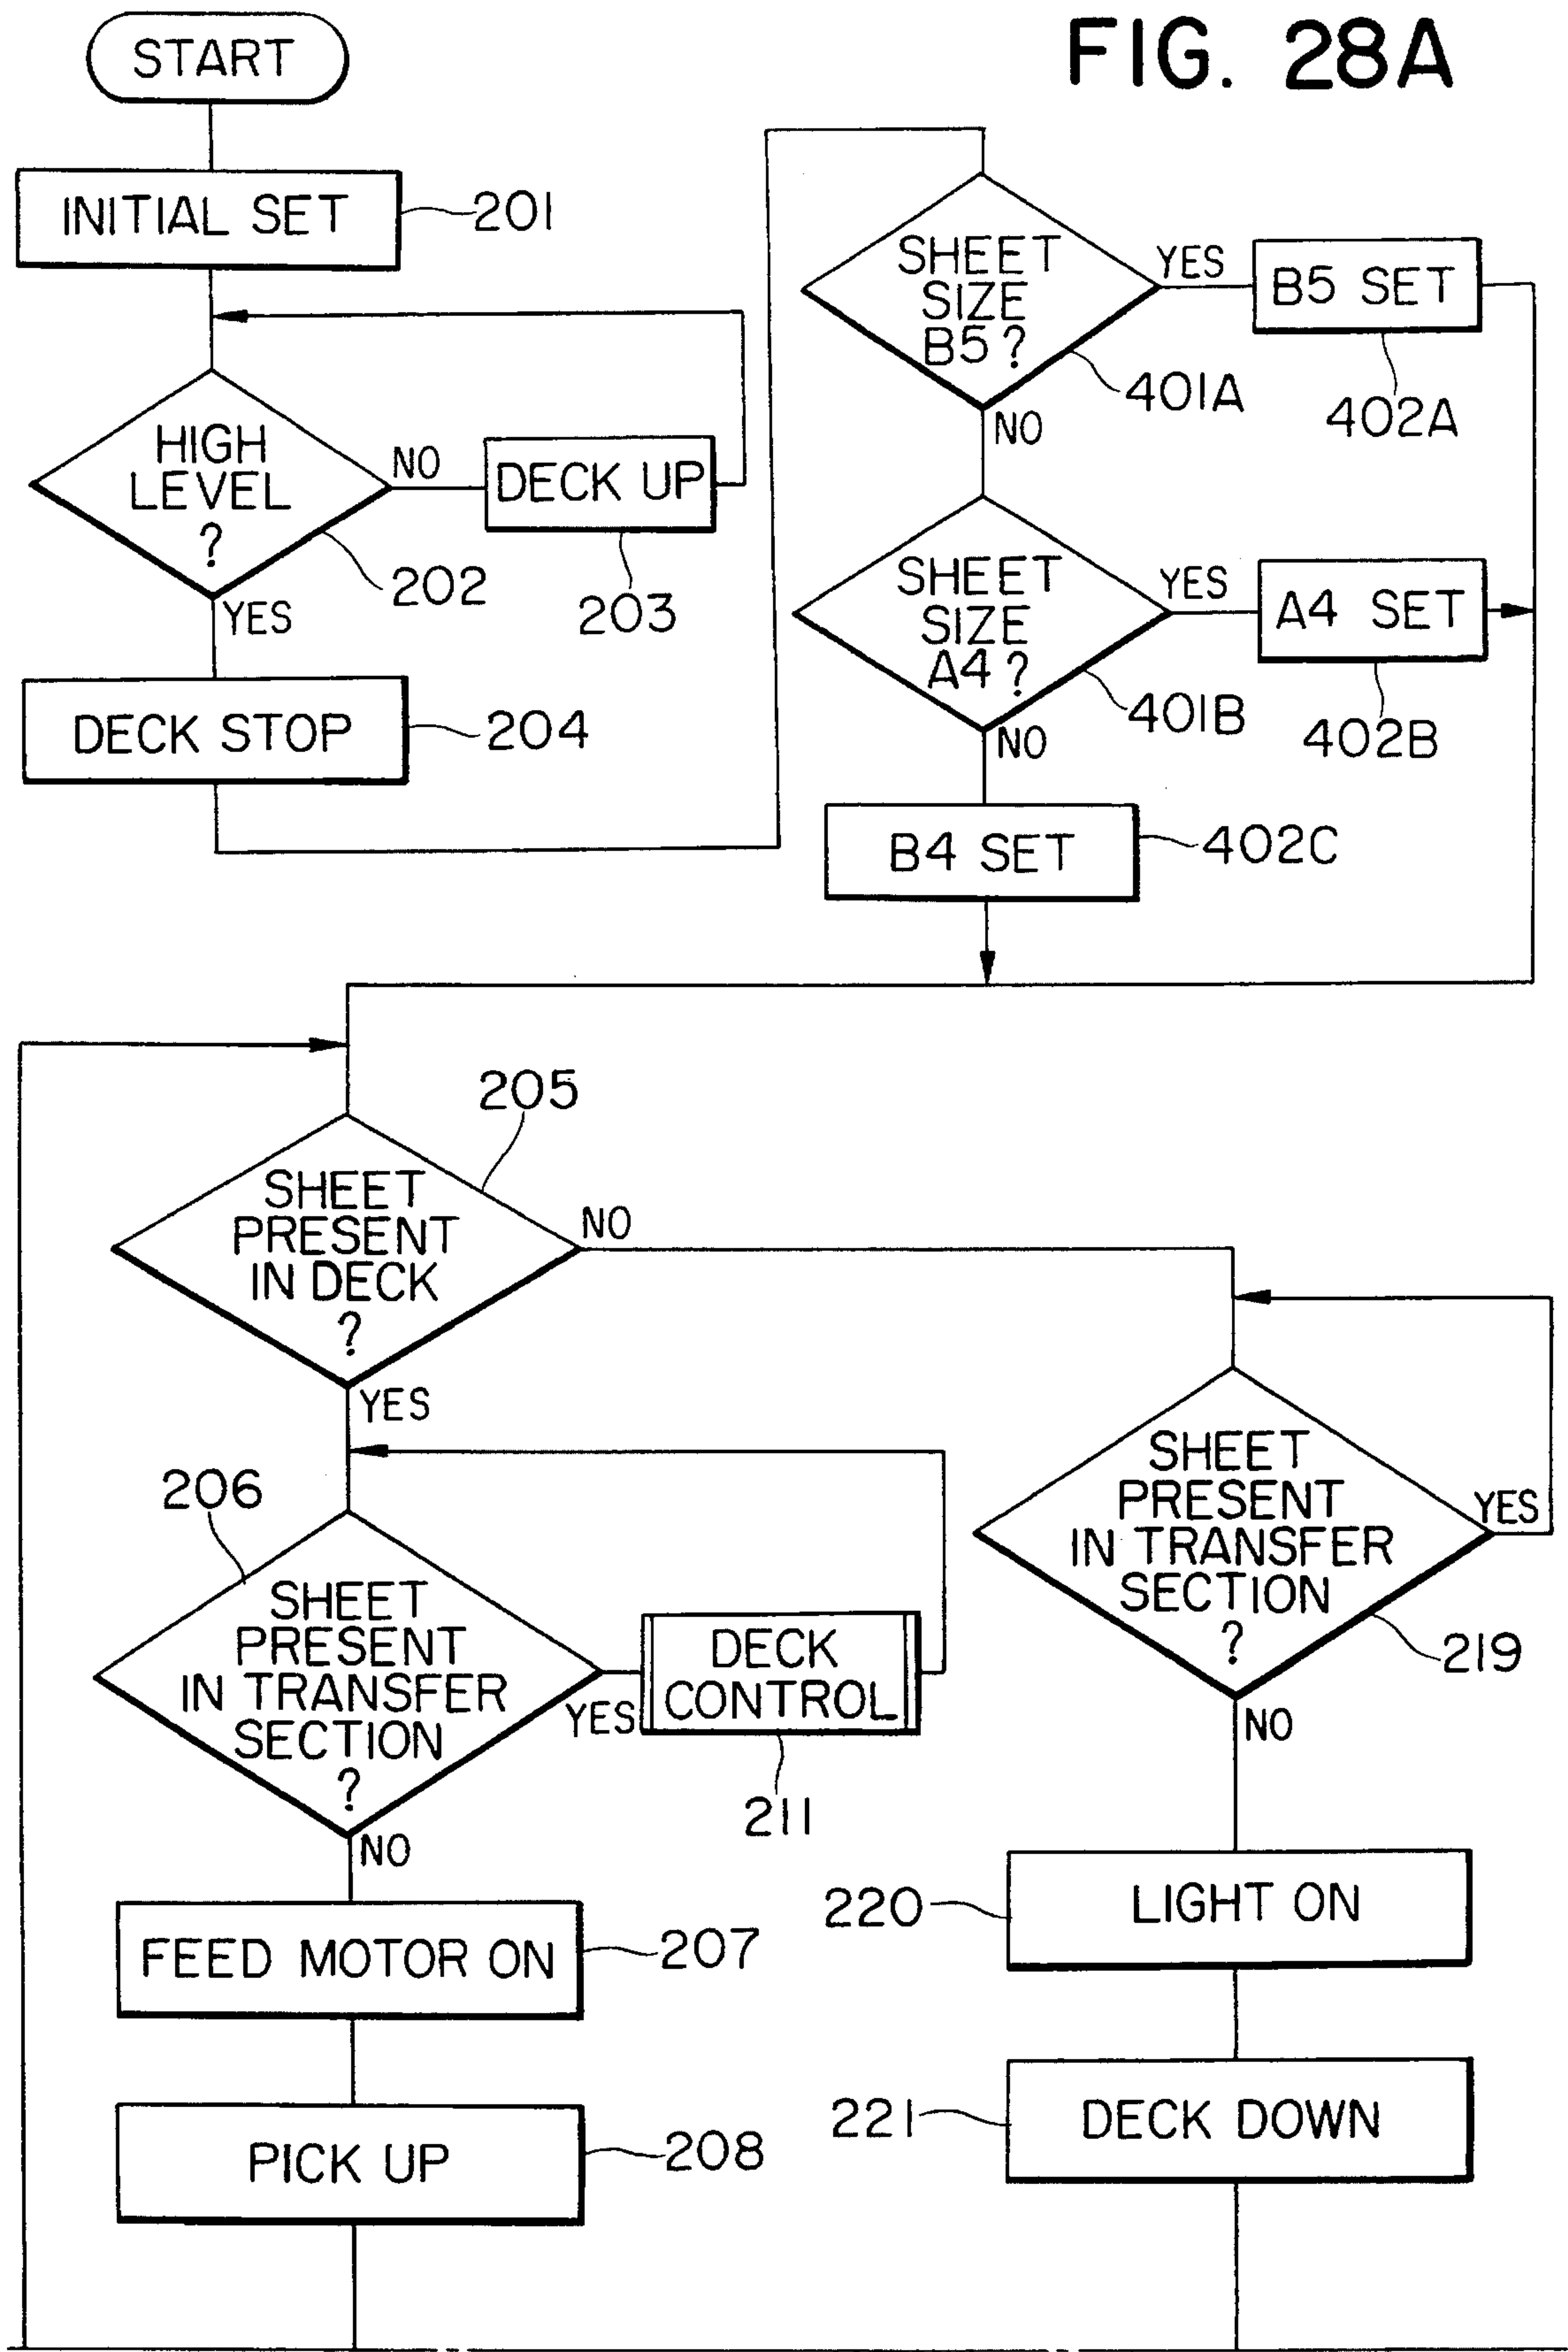 FIG. 28A
START
INITIAL SET
201
HIGH
LEVEL
?
NO
DECK UP
202
203
YES
DECK STOP
204
SHEET
SIZE
B5 ?
YES
B5 SET
401A
402A
NO
SHEET
SIZE
A4 ?
YES
A4 SET
401B
402B
NO
B4 SET
402C
205
SHEET
PRESENT
IN DECK
?
NO
YES
206
SHEET
PRESENT
IN TRANSFER
SECTION
?
YES
DECK
CONTROL
211
NO
FEED MOTOR ON
207
PICK UP
208
SHEET
PRESENT
IN TRANSFER
SECTION
?
YES
219
NO
220
LIGHT ON
221
DECK DOWN